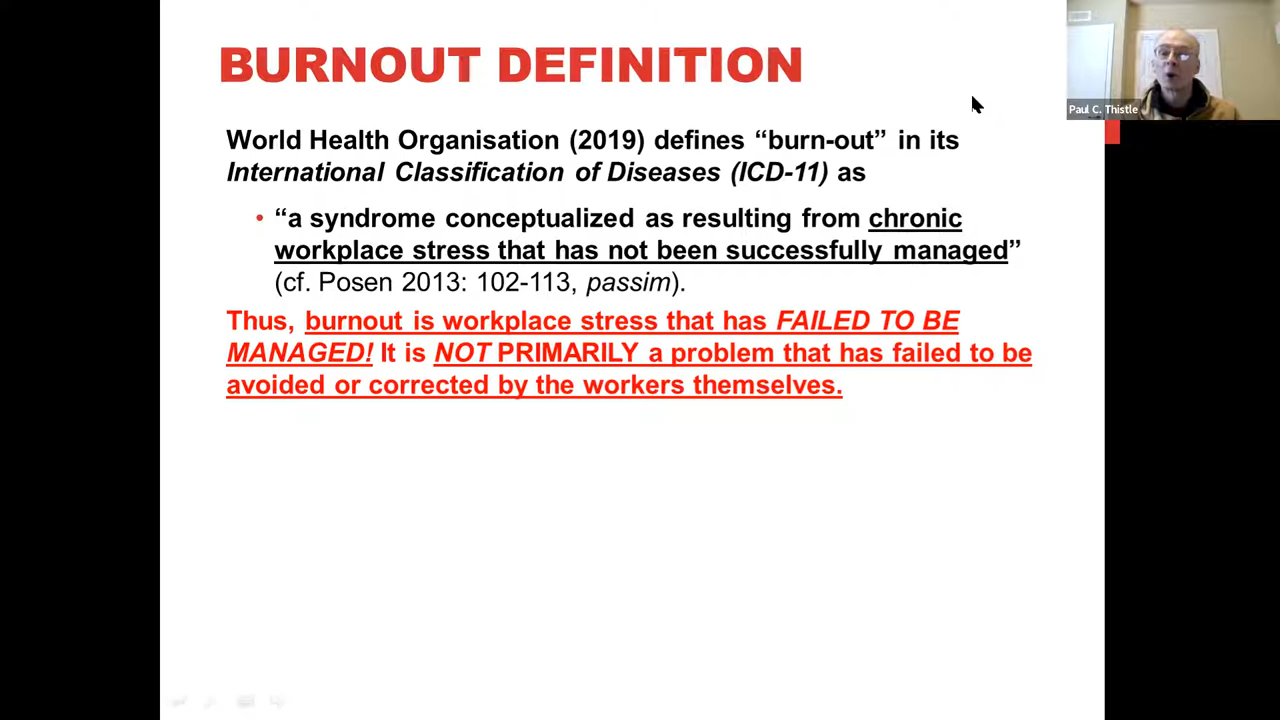 BURNOUT DEFINITION
Paul C. Thistle
World Health Organisation (2019) defines “burn-out” in its
International Classification of Diseases (ICD-11) as
• “a syndrome conceptualized as resulting from chronic
workplace stress that has not been successfully managed”
(cf. Posen 2013: 102-113, passim).
Thus, burnout is workplace stress that has FAILED TO BE
MANAGED! It is NOT PRIMARILY a problem that has failed to be
avoided or corrected by the workers themselves.